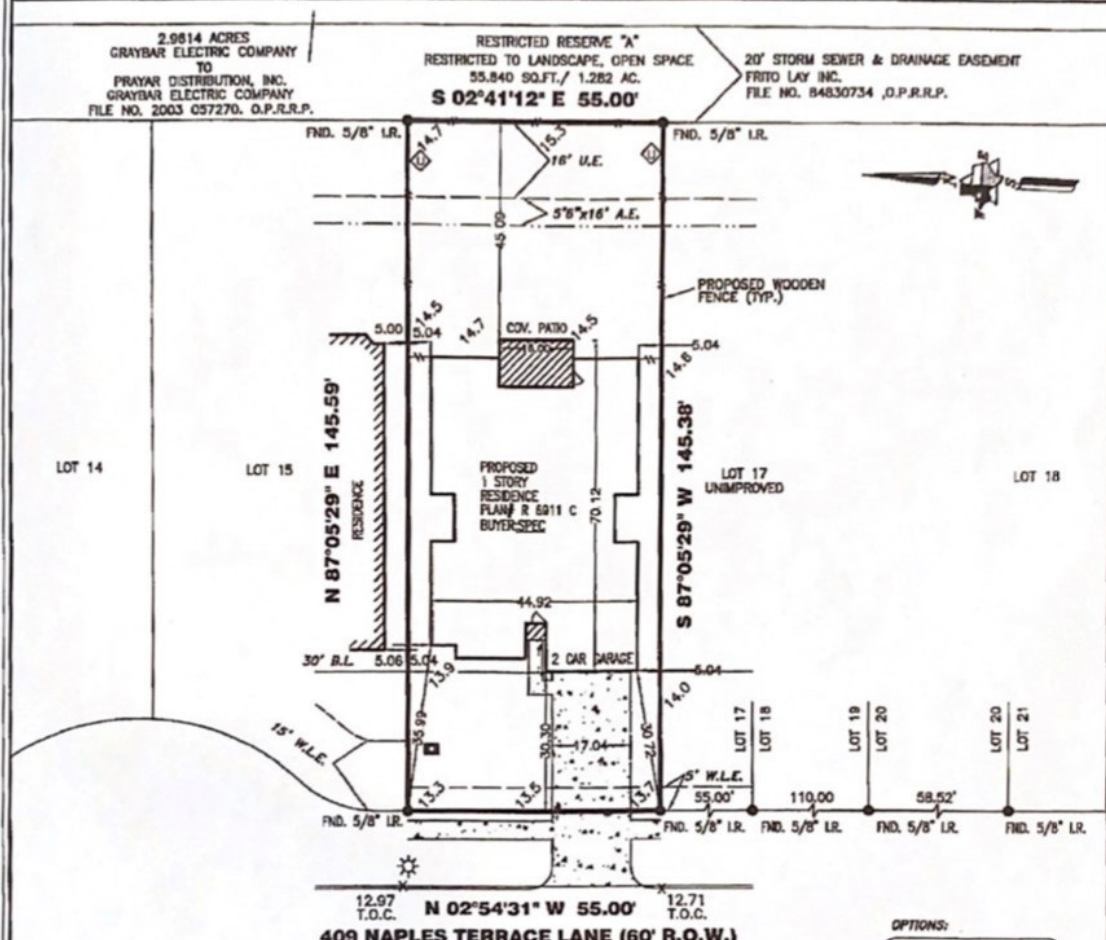 2.9614 ACRES
GRAYBAR ELECTRIC COMPANY
TO
PRAYAR DISTRIBUTION, INC.
GRAYBAR ELECTRIC COMPANY
FILE NO. 2003 057270. O.P.R.R.P.
RESTRICTED RESERVE "A"
RESTRICTED TO LANDSCAPE, OPEN SPACE
55,840 SQ.FT./ 1.282 AC.
S 02°41'12" E 55.00'
20' STORM SEWER & DRAINAGE EASEMENT
FRITO LAY INC.
FILE NO. 84830734 ,O.P.R.R.P.
FND. 5/8" I.R.
14.7
15.3
FND. 5/8" I.R.
U
U
16' U.E.
N
E
S
W
5'6"x16' A.E.
45.09
PROPOSED WOODEN
FENCE (TYP.)
14.5
5.00
5.04
14.7
COV. PATIO
14.5
5.04
14.6
N 87°05'29" E 145.59'
S 87°05'29" W 145.38'
LOT 14
LOT 15
RESIDENCE
PROPOSED
1 STORY
RESIDENCE
PLAN# R 5911 C
BUYER:SPEC
70.12
LOT 17
UNIMPROVED
LOT 18
44.92
30' B.L.
5.06
5.04
13.9
2 CAR GARAGE
14.0
15' W.L.E.
35.99
30.30
17.04
30.72
LOT 17
LOT 18
LOT 19
LOT 20
LOT 20
LOT 21
13.3
13.5
13.7
5' W.L.E.
55.00'
110.00
58.52'
FND. 5/8" I.R.
FND. 5/8" I.R.
FND. 5/8" I.R.
FND. 5/8" I.R.
FND. 5/8" I.R.
12.97
T.O.C.
N 02°54'31" W 55.00'
12.71
T.O.C.
409 NAPLES TERRACE LANE (60' R.O.W.)
OPTIONS: